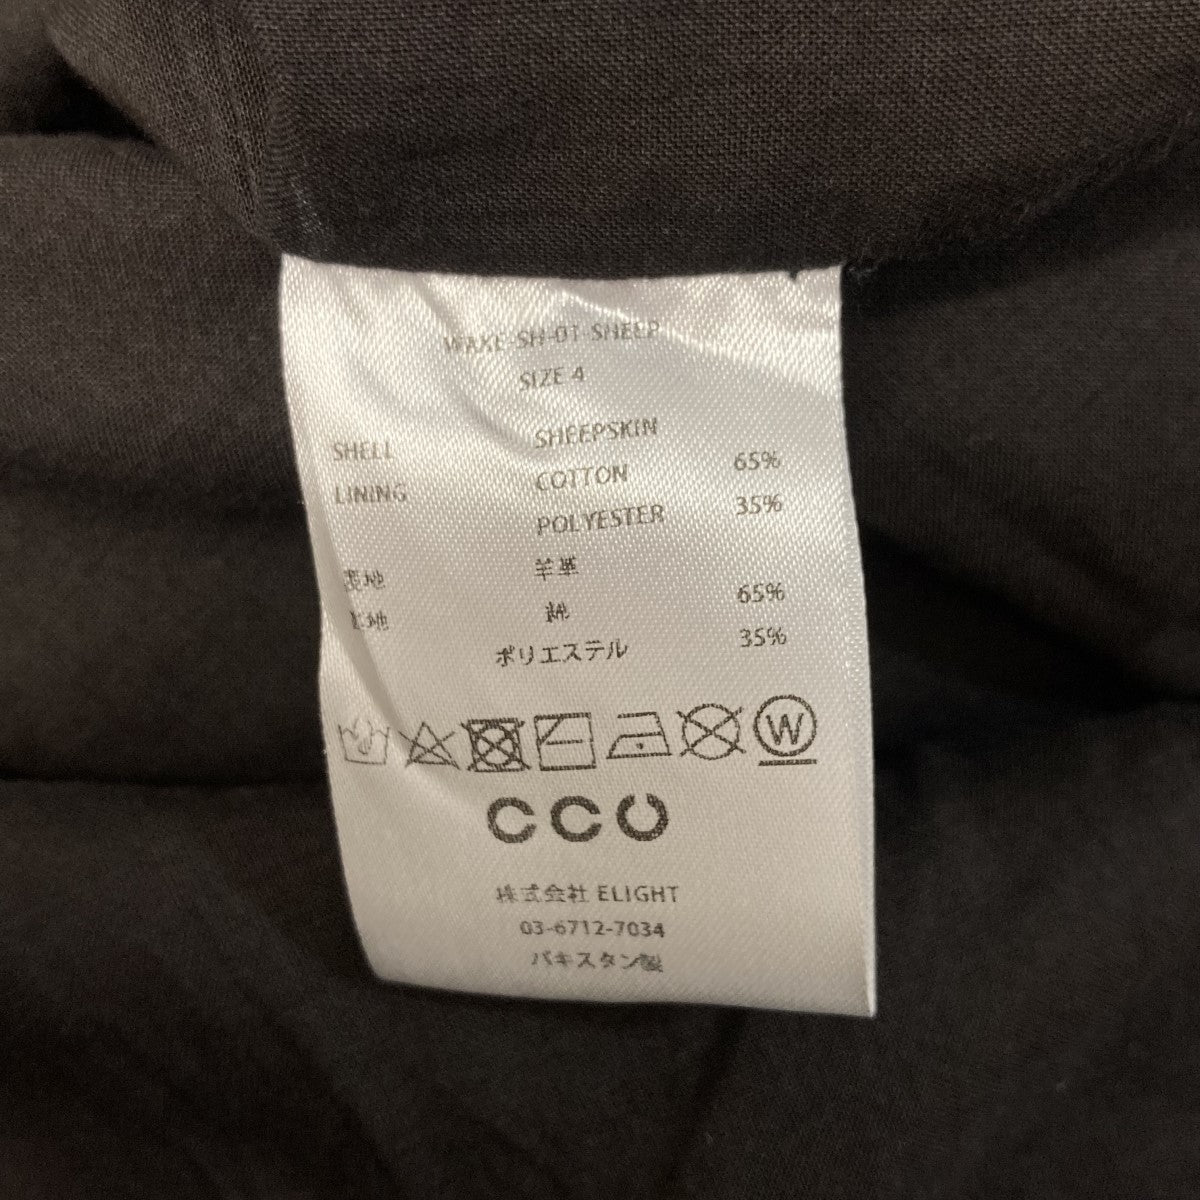 WAKE-SH-01-SHEEP
SIZE 4
SHELL SHEEPSKIN
LINING COTTON 65%
POLYESTER 35%
表地 羊革
地 綿 65%
ポリエステル 35%
W
CCU
株式会社 ELIGHT
03-6712-7034
パキスタン製